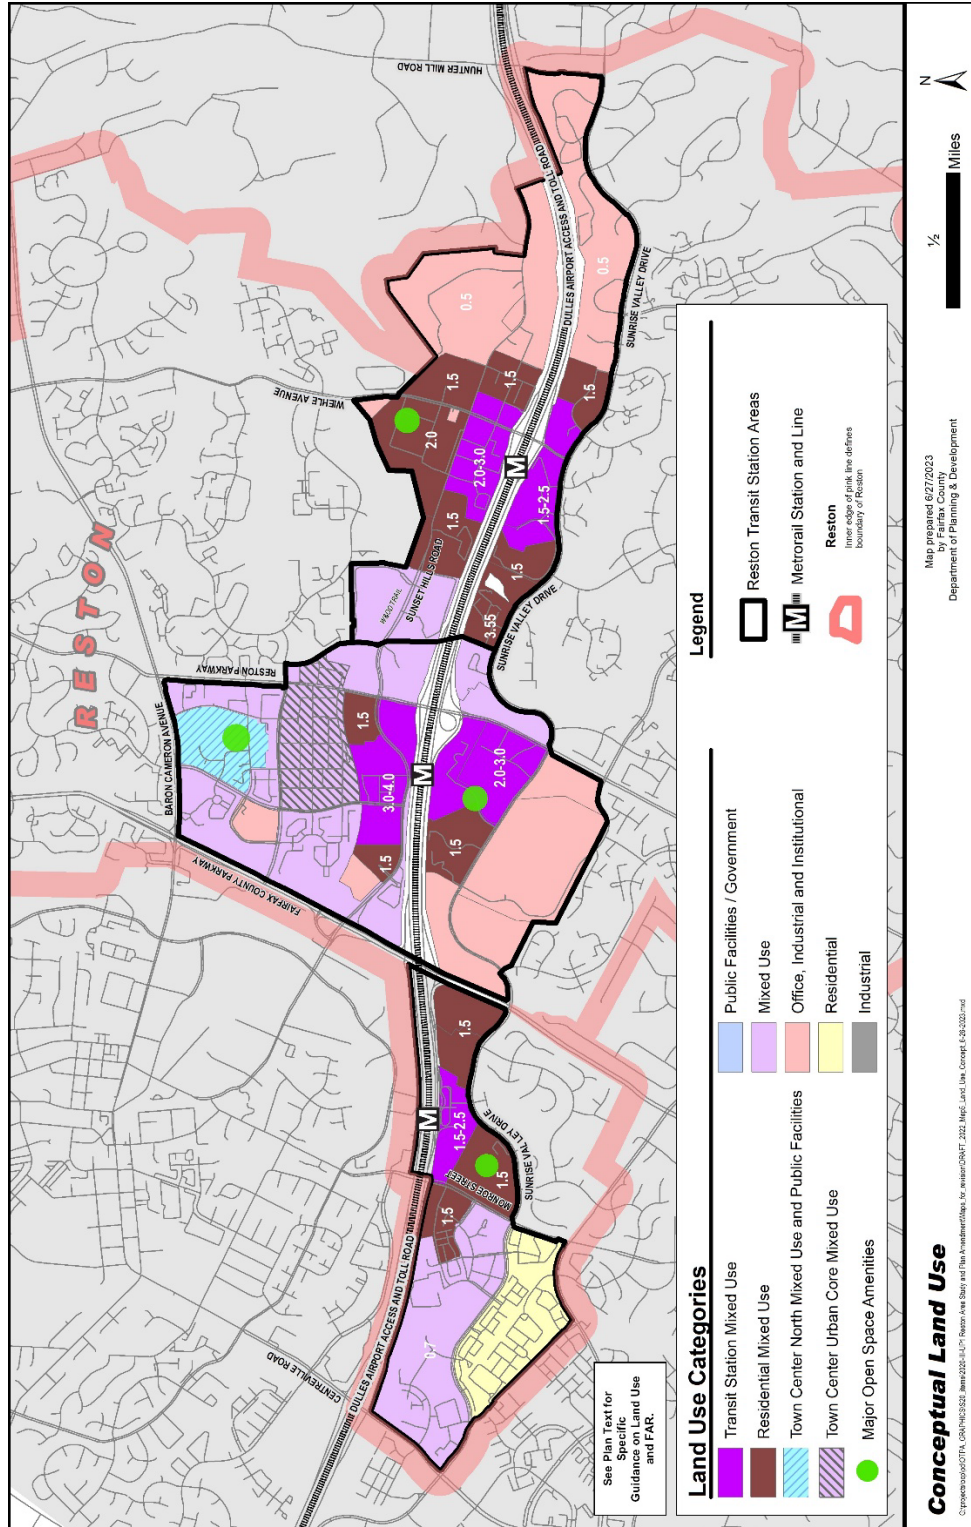 RESTON
HUNTER MILL ROAD
DULLES AIRPORT ACCESS AND TOLL ROAD
WIEHLE AVENUE
SUNRISE VALLEY DRIVE
0.5
0.5
1.5
1.5
1.5
2.0
2.0-3.0
1.5-2.5
1.5
1.5
3.55
M
SUNSET HILLS ROAD
W&OD TRAIL
SUNRISE VALLEY DRIVE
RESTON PARKWAY
BARON CAMERON AVENUE
FAIRFAX COUNTY PARKWAY
1.5
3.0-4.0
1.5
M
2.0-3.0
1.5
1.5
M
1.5-2.5
1.5
SUNRISE VALLEY DRIVE
MONROE STREET
1.5
0.7
DULLES AIRPORT ACCESS AND TOLL ROAD
CENTREVILLE ROAD
See Plan Text for
Specific
Guidance on Land Use
and FAR.
Land Use Categories
Transit Station Mixed Use
Residential Mixed Use
Town Center North Mixed Use and Public Facilities
Town Center Urban Core Mixed Use
Major Open Space Amenities
Public Facilities / Government
Mixed Use
Office, Industrial and Institutional
Residential
Industrial
Legend
Reston Transit Station Areas
M
Metrorail Station and Line
Reston
Inner edge of pink line defines
boundary of Reston
Conceptual Land Use
Map prepared 6/27/2023
by Fairfax County
Department of Planning & Development
½
Miles
N